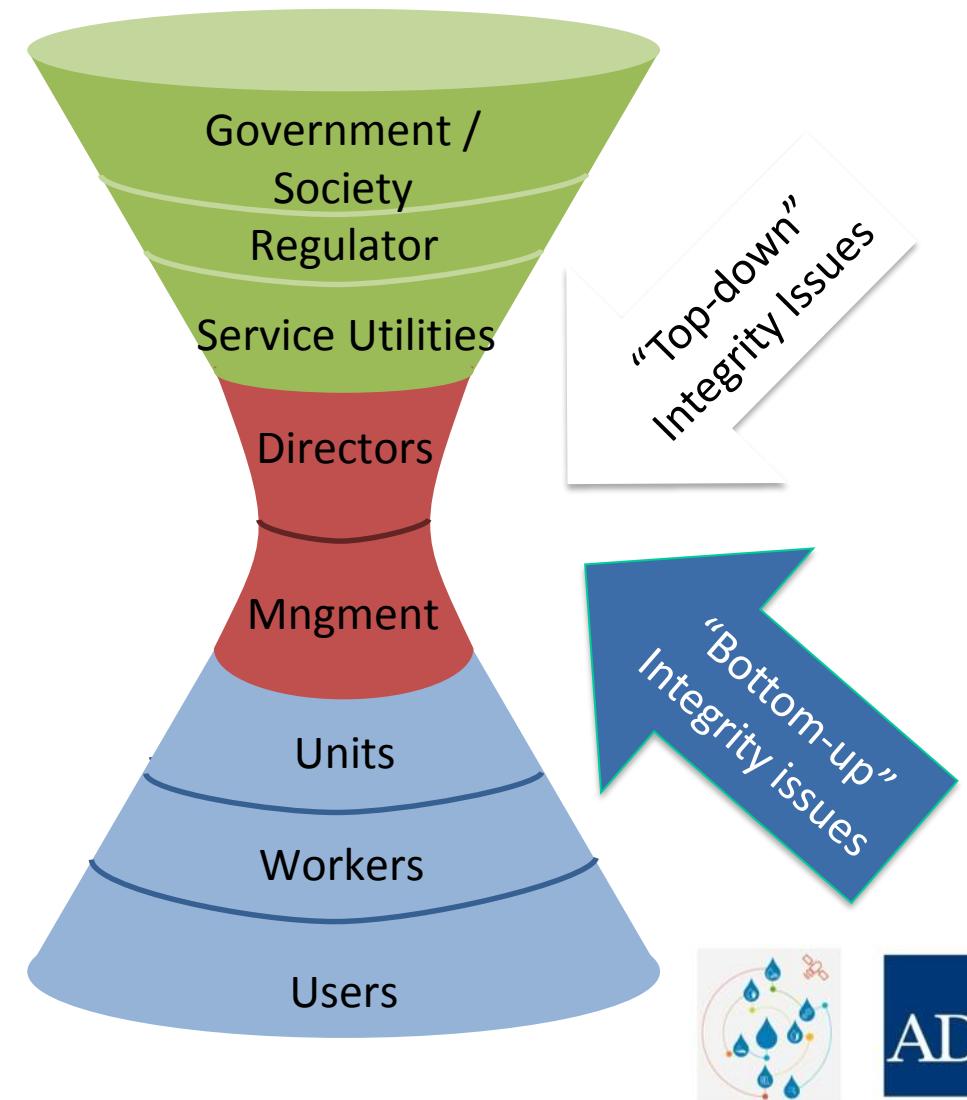 Government /
Society
Regulator
Service Utilities
Directors
Mngment
Units
Workers
Users
“Top-down”
Integrity Issues
“Bottom-up”
Integrity issues
AD